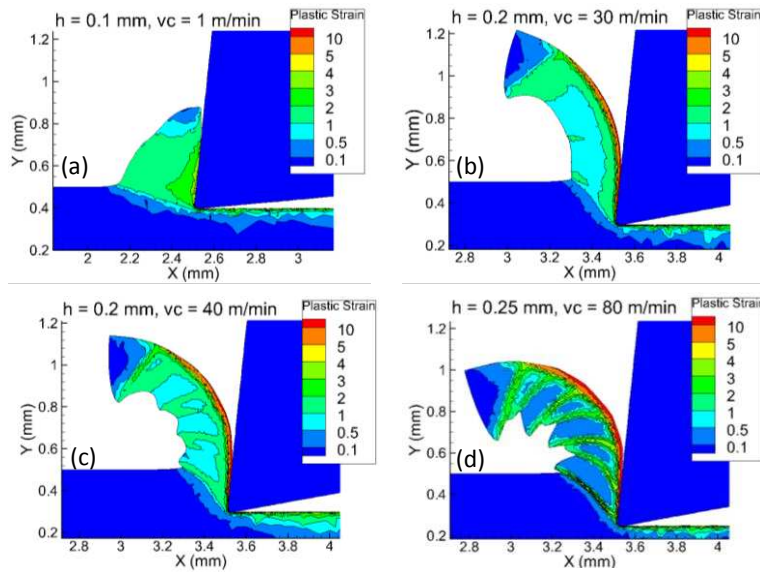 h = 0.1 mm, vc = 1 m/min
Plastic Strain
10
5
4
3
2
1
0.5
0.1
1.2
1
0.8
0.6
0.4
0.2
Y (mm)
(a)
2 2.2 2.4 2.6 2.8 3
X (mm)
h = 0.2 mm, vc = 30 m/min
Plastic Strain
10
5
4
3
2
1
0.5
0.1
1.2
1
0.8
0.6
0.4
0.2
Y (mm)
(b)
2.8 3 3.2 3.4 3.6 3.8 4
X (mm)
h = 0.2 mm, vc = 40 m/min
Plastic Strain
10
5
4
3
2
1
0.5
0.1
1.2
1
0.8
0.6
0.4
0.2
Y (mm)
(c)
2.8 3 3.2 3.4 3.6 3.8 4
X (mm)
h = 0.25 mm, vc = 80 m/min
Plastic Strain
10
5
4
3
2
1
0.5
0.1
1.2
1
0.8
0.6
0.4
0.2
Y (mm)
(d)
2.8 3 3.2 3.4 3.6 3.8 4
X (mm)